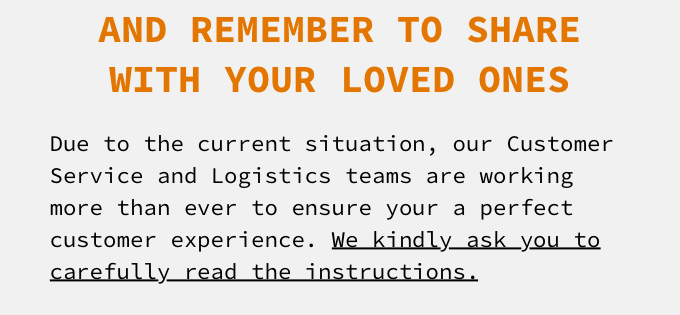 AND REMEMBER TO SHARE
WITH YOUR LOVED ONES
Due to the current situation, our Customer
Service and Logistics teams are working
more than ever to ensure your a perfect
customer experience. We kindly ask you to
carefully read the instructions.